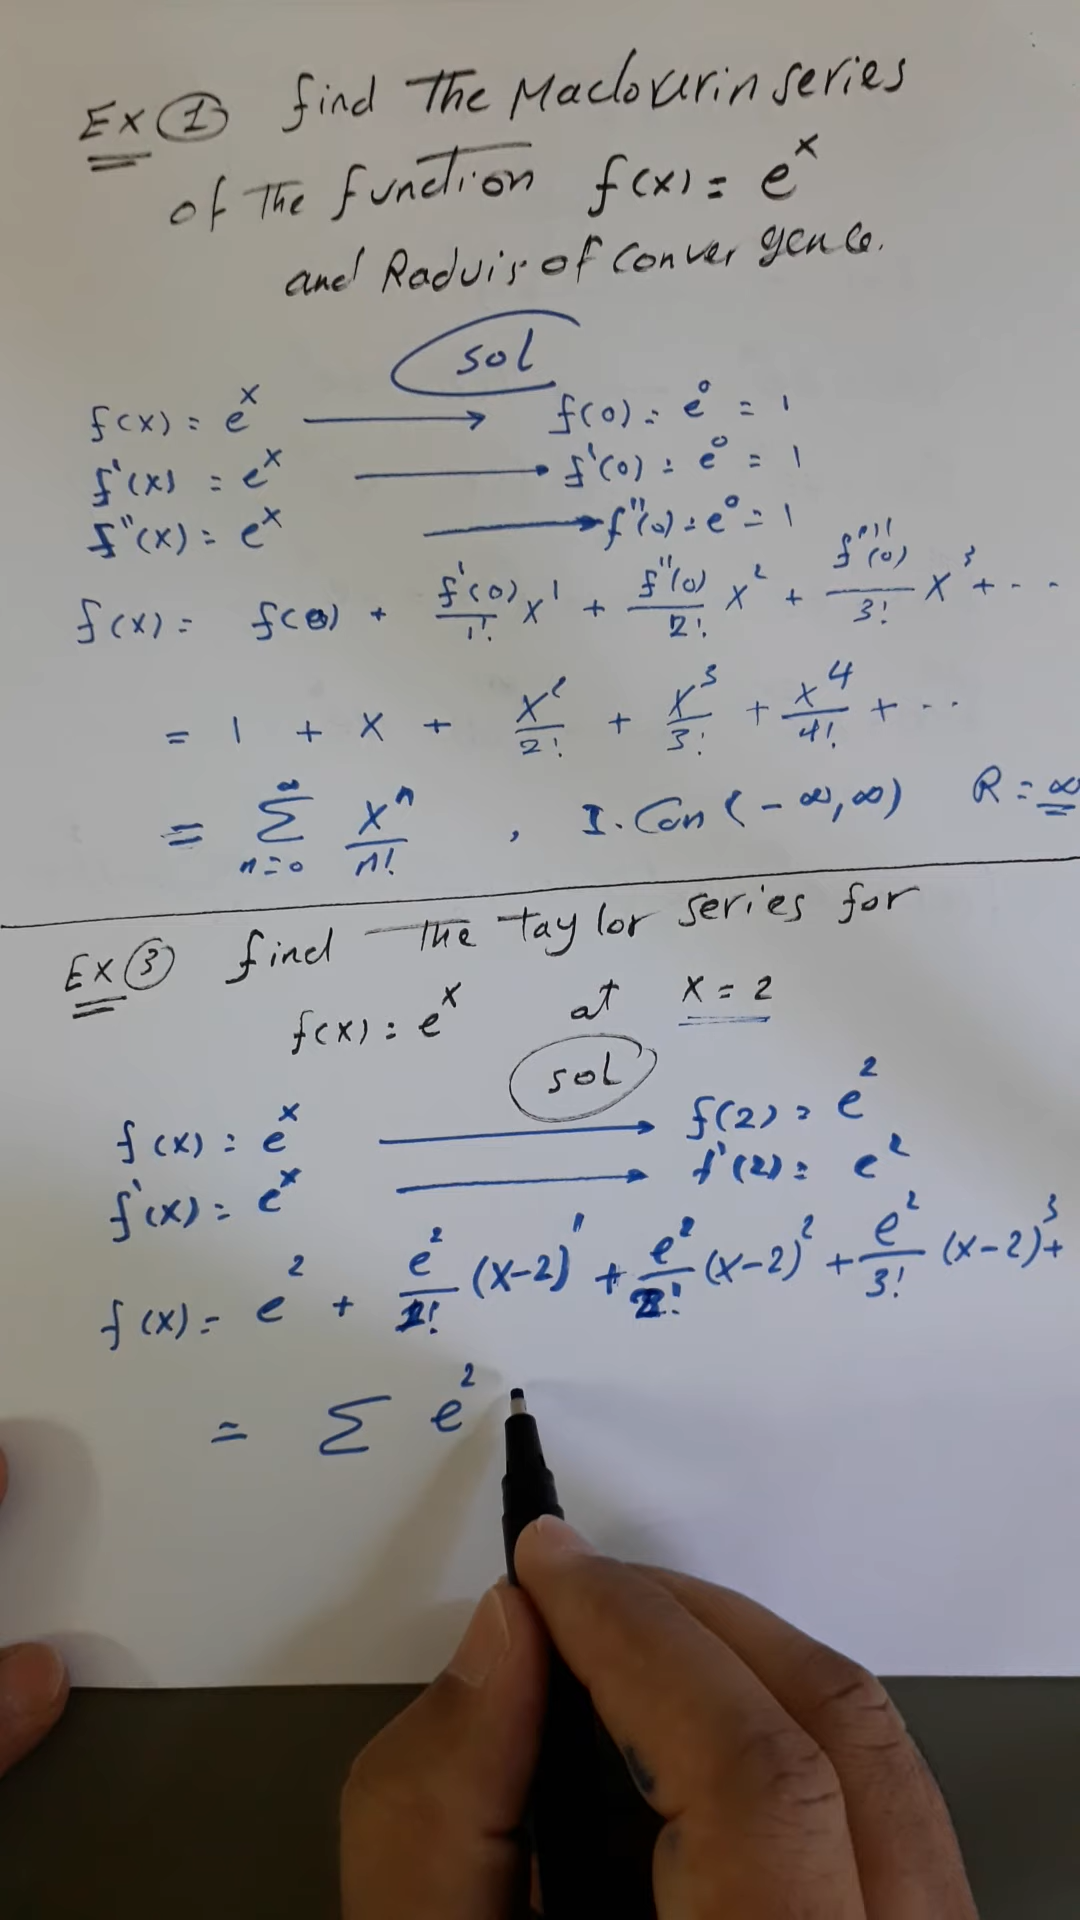 Ex ① find the Maclourin series
of the function f(x) = e^x
and Raduis of convergence.
sol
f(x) = e^x → f(0) = e^0 = 1
f'(x) = e^x → f'(0) = e^0 = 1
f''(x) = e^x → f''(0) = e^0 = 1
f(x) = f(0) + f'(0)/1! x^1 + f''(0)/2! x^2 + f'''(0)/3! x^3 + ...
= 1 + x + x^2/2! + x^3/3! + x^4/4! + ...
= ∑_{n=0}^{∞} x^n/n! , I. Con (-∞,∞) R = ∞
Ex ③ find the taylor series for
f(x) = e^x at x = 2
sol
f(x) = e^x → f(2) = e^2
f'(x) = e^x → f'(2) = e^2
f(x) = e^2 + e^2/1! (x-2)^1 + e^2/2! (x-2)^2 + e^2/3! (x-2)^3 +
= ∑ e^2